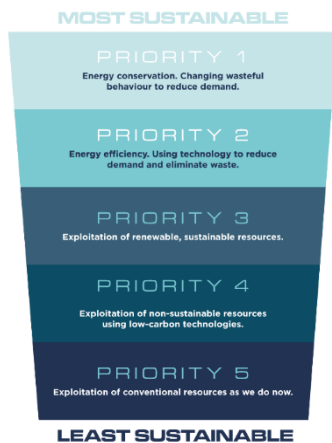 MOST SUSTAINABLE
PRIORITY 1
Energy conservation. Changing wasteful
behaviour to reduce demand.
PRIORITY 2
Energy efficiency. Using technology to reduce
demand and eliminate waste.
PRIORITY 3
Exploitation of renewable, sustainable resources.
PRIORITY 4
Exploitation of non-sustainable resources
using low-carbon technologies.
PRIORITY 5
Exploitation of conventional resources as we do now.
LEAST SUSTAINABLE